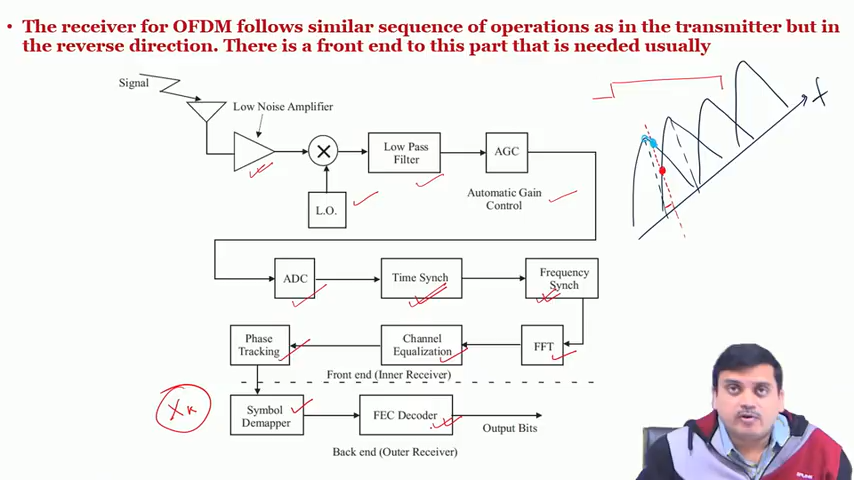 • The receiver for OFDM follows similar sequence of operations as in the transmitter but in
the reverse direction. There is a front end to this part that is needed usually
Signal
Low Noise Amplifier
Low Pass
Filter
AGC
L.O.
Automatic Gain
Control
f
ADC
Time Synch
Frequency
Synch
Phase
Tracking
Channel
Equalization
FFT
Front end (Inner Receiver)
Xk
Symbol
Demapper
FEC Decoder
Output Bits
Back end (Outer Receiver)